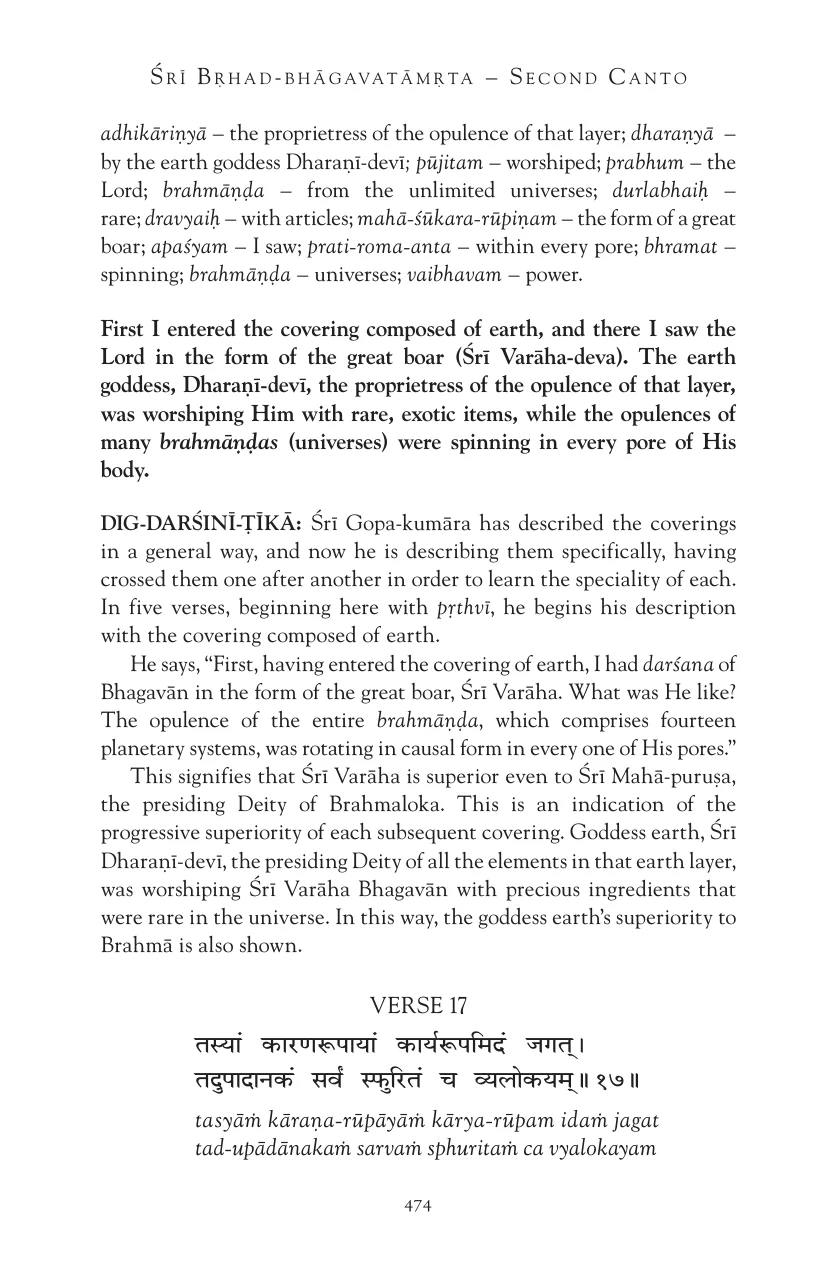 Śrī Bṛhad-bhāgavatāmṛta – Second Canto
adhikāriṇyā – the proprietress of the opulence of that layer; dharaṇyā –
by the earth goddess Dharaṇī-devī; pūjitam – worshiped; prabhum – the
Lord; brahmāṇḍa – from the unlimited universes; durlabhaiḥ –
rare; dravyaiḥ – with articles; mahā-śūkara-rūpiṇam – the form of a great
boar; apaśyam – I saw; prati-roma-anta – within every pore; bhramat –
spinning; brahmāṇḍa – universes; vaibhavam – power.
First I entered the covering composed of earth, and there I saw the
Lord in the form of the great boar (Śrī Varāha-deva). The earth
goddess, Dharaṇī-devī, the proprietress of the opulence of that layer,
was worshiping Him with rare, exotic items, while the opulences of
many brahmāṇḍas (universes) were spinning in every pore of His
body.
DIG-DARŚINĪ-ṬĪKĀ: Śrī Gopa-kumāra has described the coverings
in a general way, and now he is describing them specifically, having
crossed them one after another in order to learn the speciality of each.
In five verses, beginning here with pṛthvī, he begins his description
with the covering composed of earth.
He says, “First, having entered the covering of earth, I had darśana of
Bhagavān in the form of the great boar, Śrī Varāha. What was He like?
The opulence of the entire brahmāṇḍa, which comprises fourteen
planetary systems, was rotating in causal form in every one of His pores.”
This signifies that Śrī Varāha is superior even to Śrī Mahā-puruṣa,
the presiding Deity of Brahmaloka. This is an indication of the
progressive superiority of each subsequent covering. Goddess earth, Śrī
Dharaṇī-devī, the presiding Deity of all the elements in that earth layer,
was worshiping Śrī Varāha Bhagavān with precious ingredients that
were rare in the universe. In this way, the goddess earth’s superiority to
Brahmā is also shown.
VERSE 17
तस्यां कारणरूपायां कार्यरूपमिदं जगत्।
तदुपादानकं सर्वं स्फुरितं च व्यलोकयम्॥१७॥
tasyāṁ kāraṇa-rūpāyāṁ kārya-rūpam idaṁ jagat
tad-upādānakaṁ sarvaṁ sphuritaṁ ca vyalokayam
474